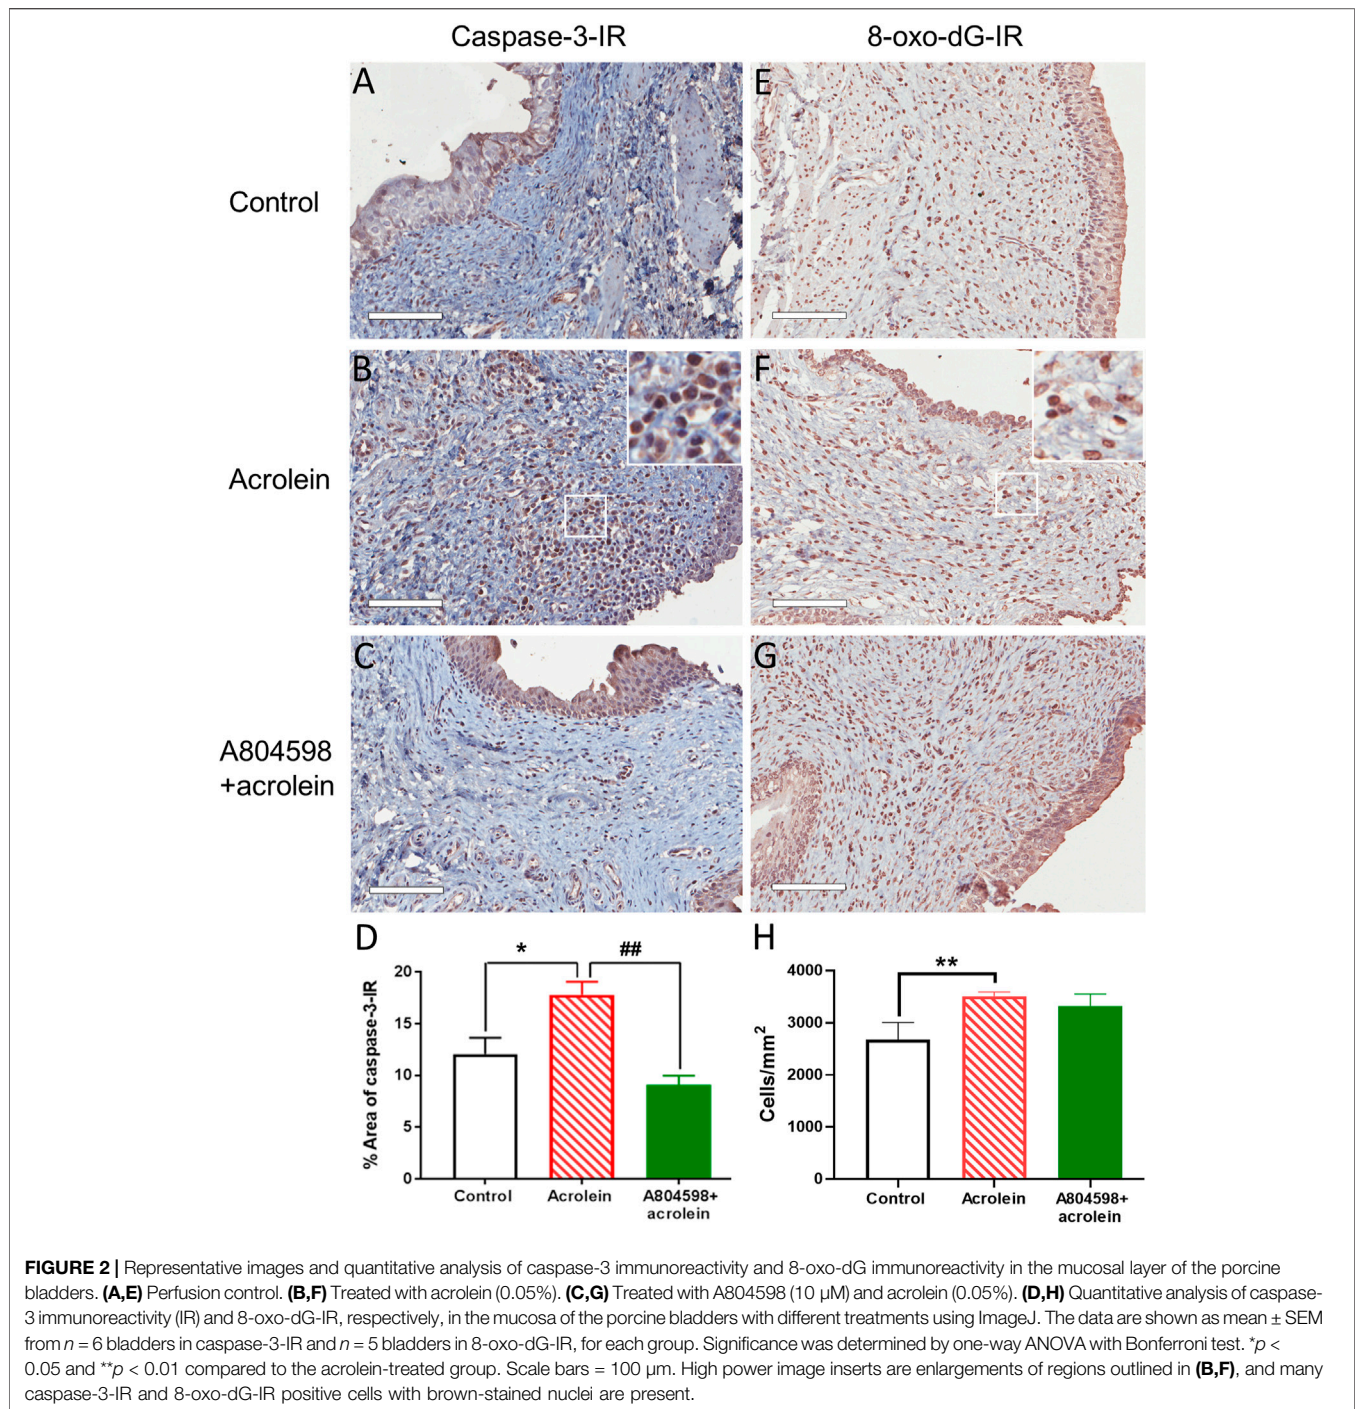 Caspase-3-IR 8-oxo-dG-IR
A E
Control
B F
Acrolein
C G
A804598
+acrolein
D H
* ## **
% Area of caspase-3-IR
20
15
10
5
0
Control Acrolein A804598+
acrolein
Cells/mm²
4000
3000
2000
1000
0
Control Acrolein A804598+
acrolein
FIGURE 2 | Representative images and quantitative analysis of caspase-3 immunoreactivity and 8-oxo-dG immunoreactivity in the mucosal layer of the porcine
bladders. (A,E) Perfusion control. (B,F) Treated with acrolein (0.05%). (C,G) Treated with A804598 (10 µM) and acrolein (0.05%). (D,H) Quantitative analysis of caspase-
3 immunoreactivity (IR) and 8-oxo-dG-IR, respectively, in the mucosa of the porcine bladders with different treatments using ImageJ. The data are shown as mean ± SEM
from n = 6 bladders in caspase-3-IR and n = 5 bladders in 8-oxo-dG-IR, for each group. Significance was determined by one-way ANOVA with Bonferroni test. *p <
0.05 and **p < 0.01 compared to the acrolein-treated group. Scale bars = 100 µm. High power image inserts are enlargements of regions outlined in (B,F), and many
caspase-3-IR and 8-oxo-dG-IR positive cells with brown-stained nuclei are present.